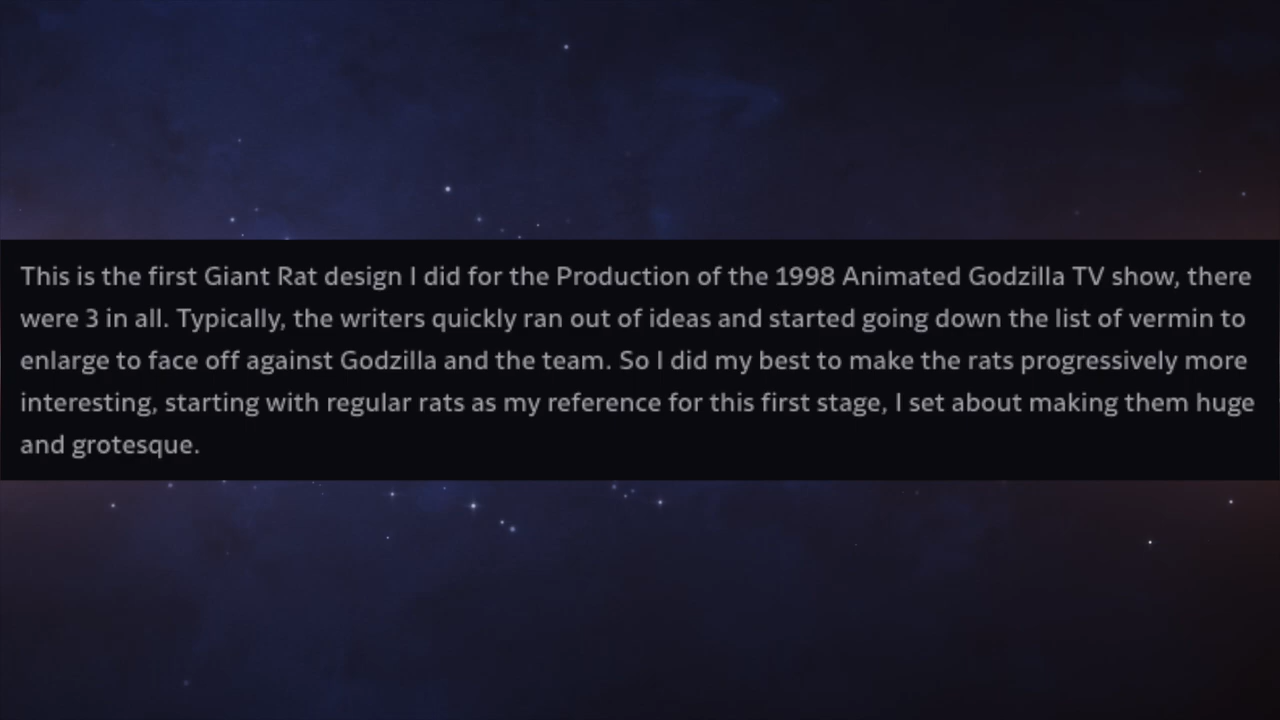 This is the first Giant Rat design I did for the Production of the 1998 Animated Godzilla TV show, there
were 3 in all. Typically, the writers quickly ran out of ideas and started going down the list of vermin to
enlarge to face off against Godzilla and the team. So I did my best to make the rats progressively more
interesting, starting with regular rats as my reference for this first stage, I set about making them huge
and grotesque.